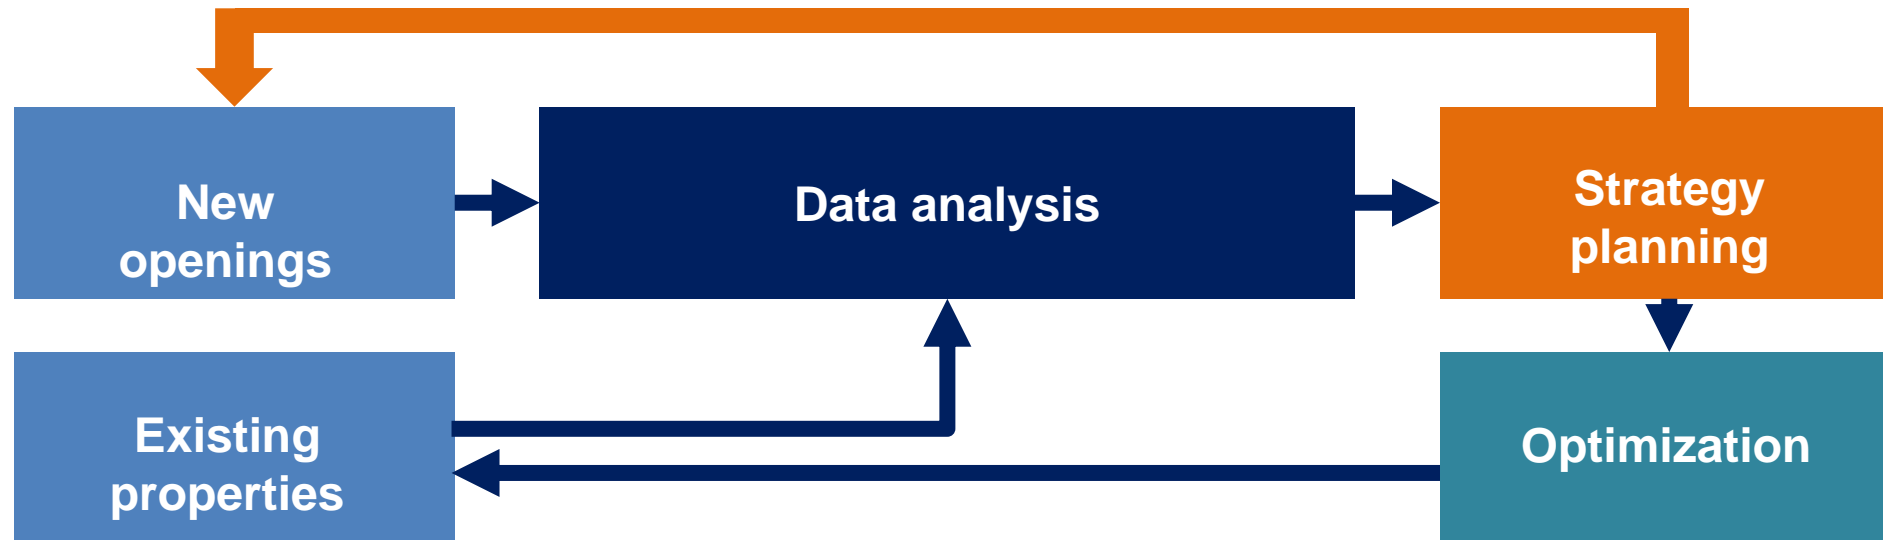 New
openings
Data analysis
Strategy
planning
Existing
properties
Optimization